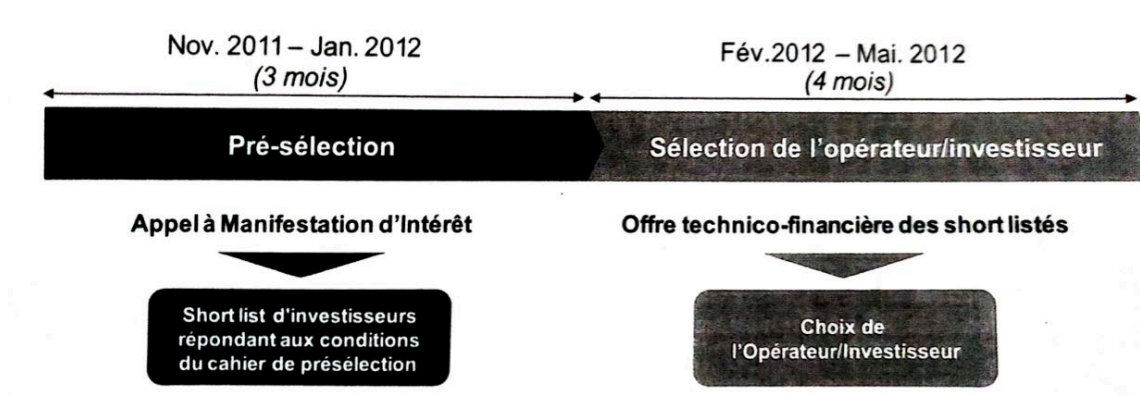 Nov. 2011 – Jan. 2012
(3 mois)
Fév.2012 – Mai. 2012
(4 mois)
Pré-sélection
Sélection de l'opérateur/investisseur
Appel à Manifestation d'Intérêt
Offre technico-financière des short listés
Short list d'investisseurs
répondant aux conditions
du cahier de présélection
Choix de
l'Opérateur/Investisseur